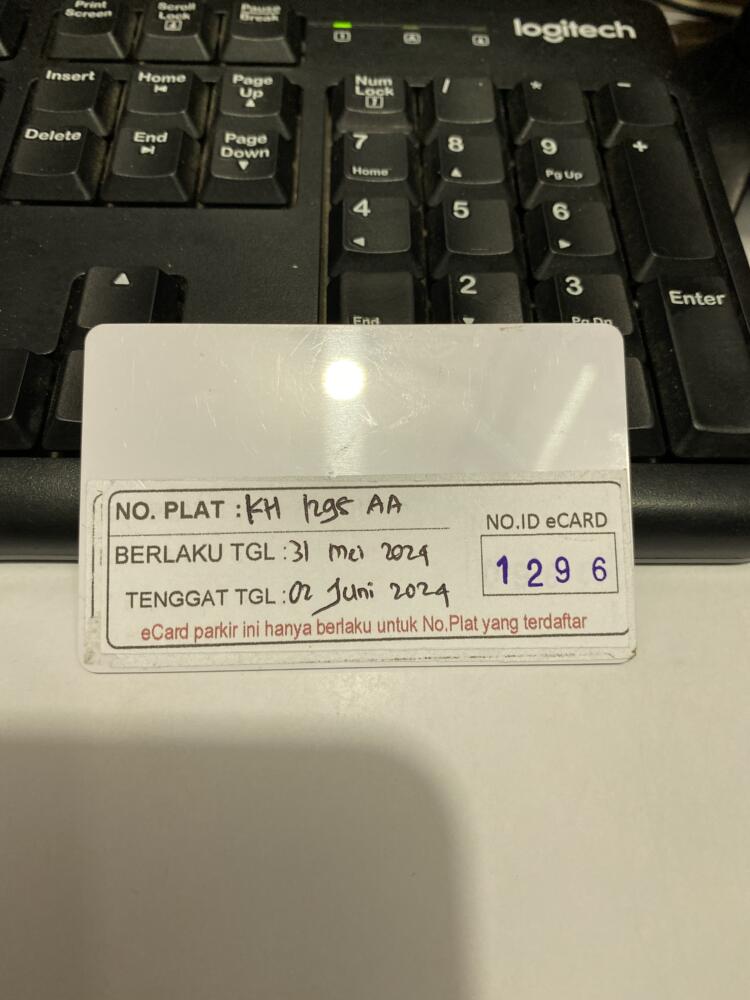 Print Screen
Scroll Lock
Pause Break
logitech
Insert
Home
Page Up
Num Lock
/
*
-
Delete
End
Page Down
7 Home
8
9 Pg Up
+
4
5
6
2
3
Enter
End
Pg Dn
NO. PLAT : KH 1295 AA
BERLAKU TGL : 31 Mei 2024
TENGGAT TGL : 02 Juni 2024
NO.ID eCARD
1296
eCard parkir ini hanya berlaku untuk No.Plat yang terdaftar